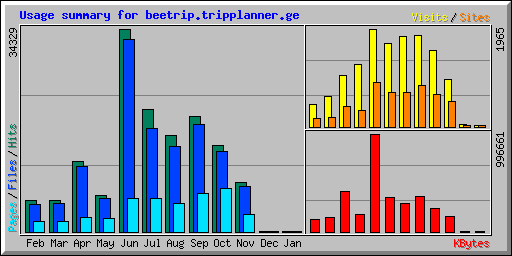 Usage summary for beetrip.tripplanner.ge
Visits/Sites
34329
1965
Pages/Files/Hits
996661
Feb Mar Apr May Jun Jul Aug Sep Oct Nov Dec Jan
KBytes